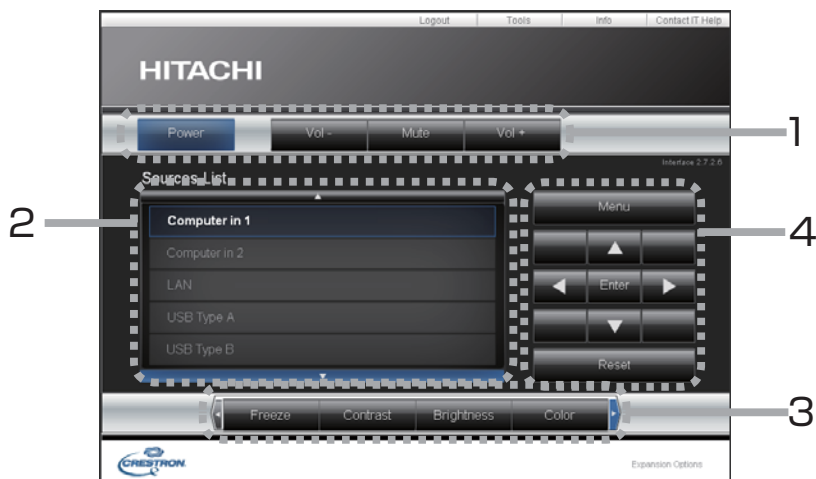 Logout Tools Info Contact IT Help
HITACHI
Power Vol - Mute Vol + 1
Interface 2.7.2.6
Sources List
2
Computer in 1
Computer in 2
LAN
USB Type A
USB Type B
Menu
4
Enter
Reset
Freeze Contrast Brightness Color 3
CRESTRON
Expansion Options